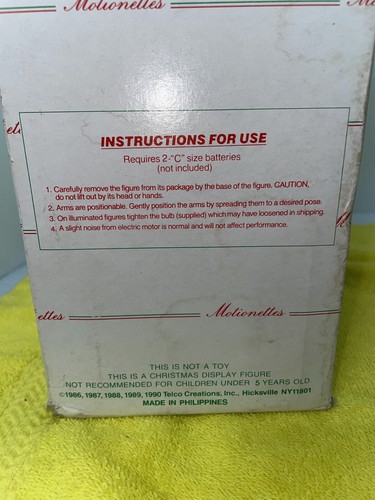 Motionettes
INSTRUCTIONS FOR USE
Requires 2-"C" size batteries
(not included)
1. Carefully remove the figure from its package by the base of the figure. CAUTION,
do not lift out by its head or hands.
2. Arms are positionable. Gently position the arms by spreading them to a desired pose.
3. On illuminated figures tighten the bulb (supplied) which may have loosened in shipping.
4. A slight noise from electric motor is normal and will not affect performance.
ettes Motionettes
THIS IS NOT A TOY
THIS IS A CHRISTMAS DISPLAY FIGURE
NOT RECOMMENDED FOR CHILDREN UNDER 5 YEARS OLD
©1986, 1987, 1988, 1989, 1990 Telco Creations, Inc., Hicksville NY11801
MADE IN PHILIPPINES